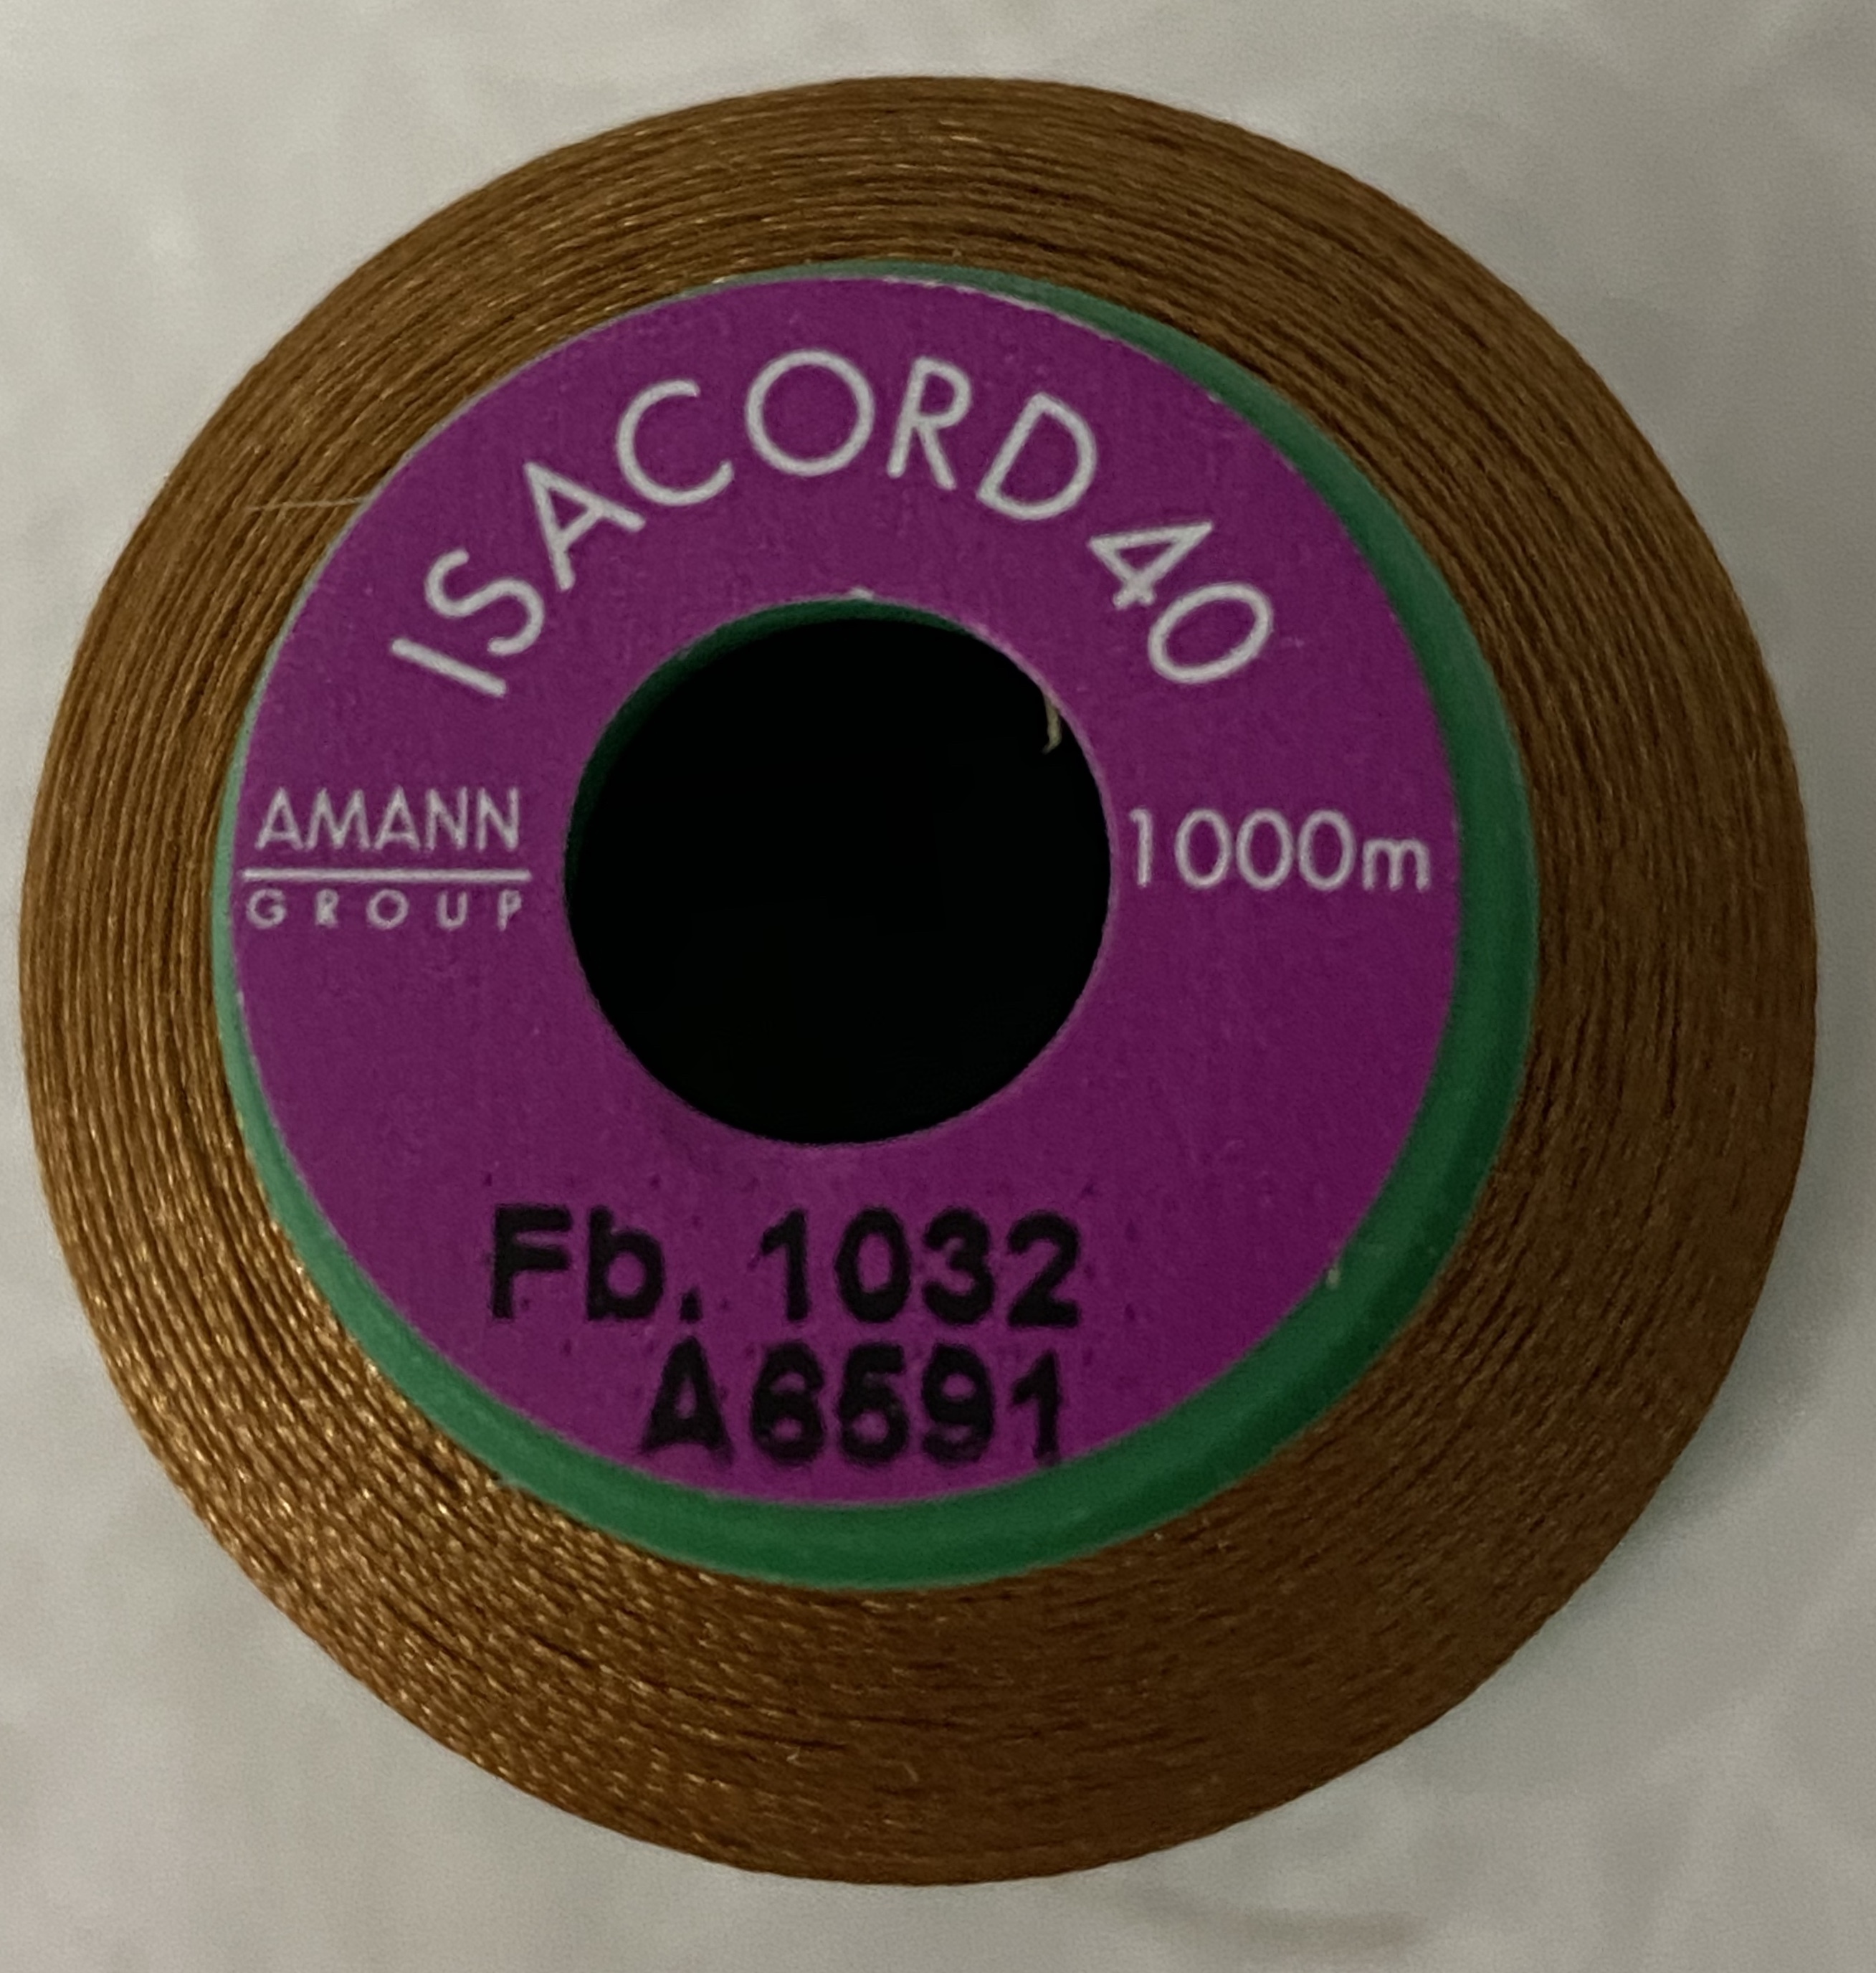 ISACORD 40
AMANN
GROUP
1000m
Fb. 1032
A6591